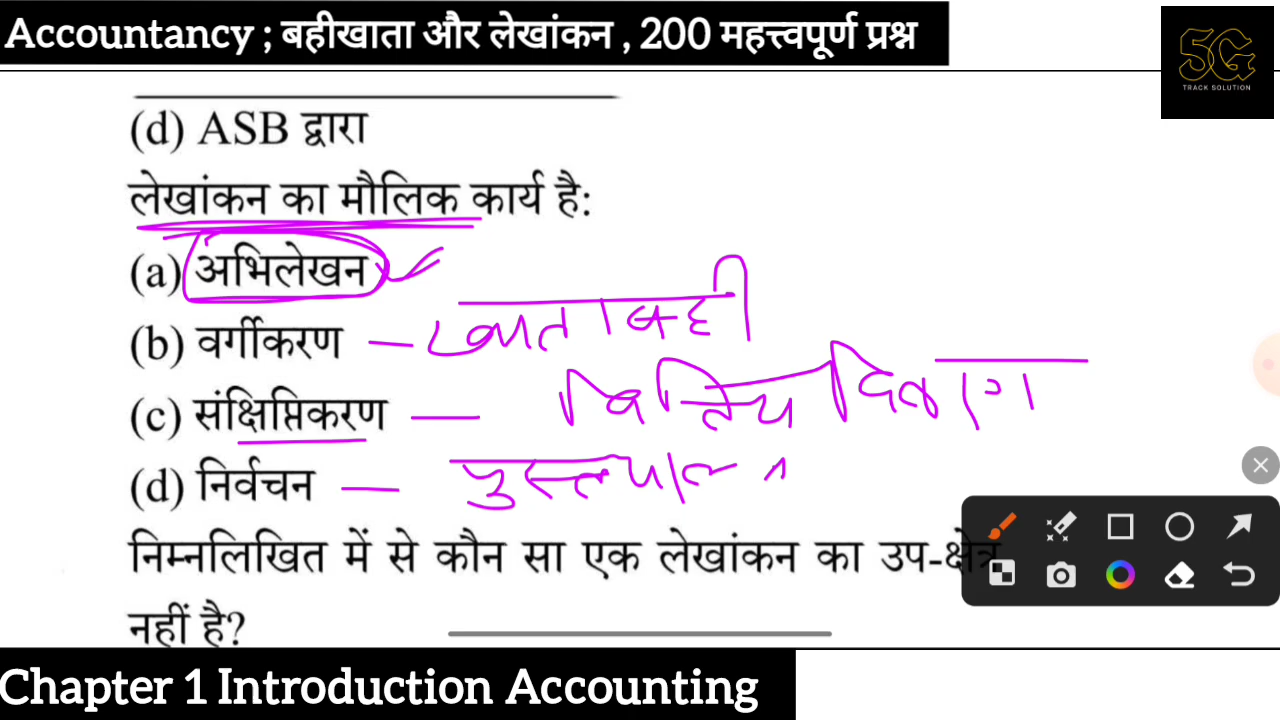 Accountancy ; बहीखाता और लेखांकन , 200 महत्त्वपूर्ण प्रश्न
5G
TRACK SOLUTION
(d) ASB द्वारा
लेखांकन का मौलिक कार्य है:
(a) अभिलेखन
(b) वर्गीकरण – खाताबही
(c) संक्षिप्तिकरण –
(d) निर्वचन –
निम्नलिखित में से कौन सा एक लेखांकन का उप-क्षेत्र
नहीं है?
Chapter 1 Introduction Accounting